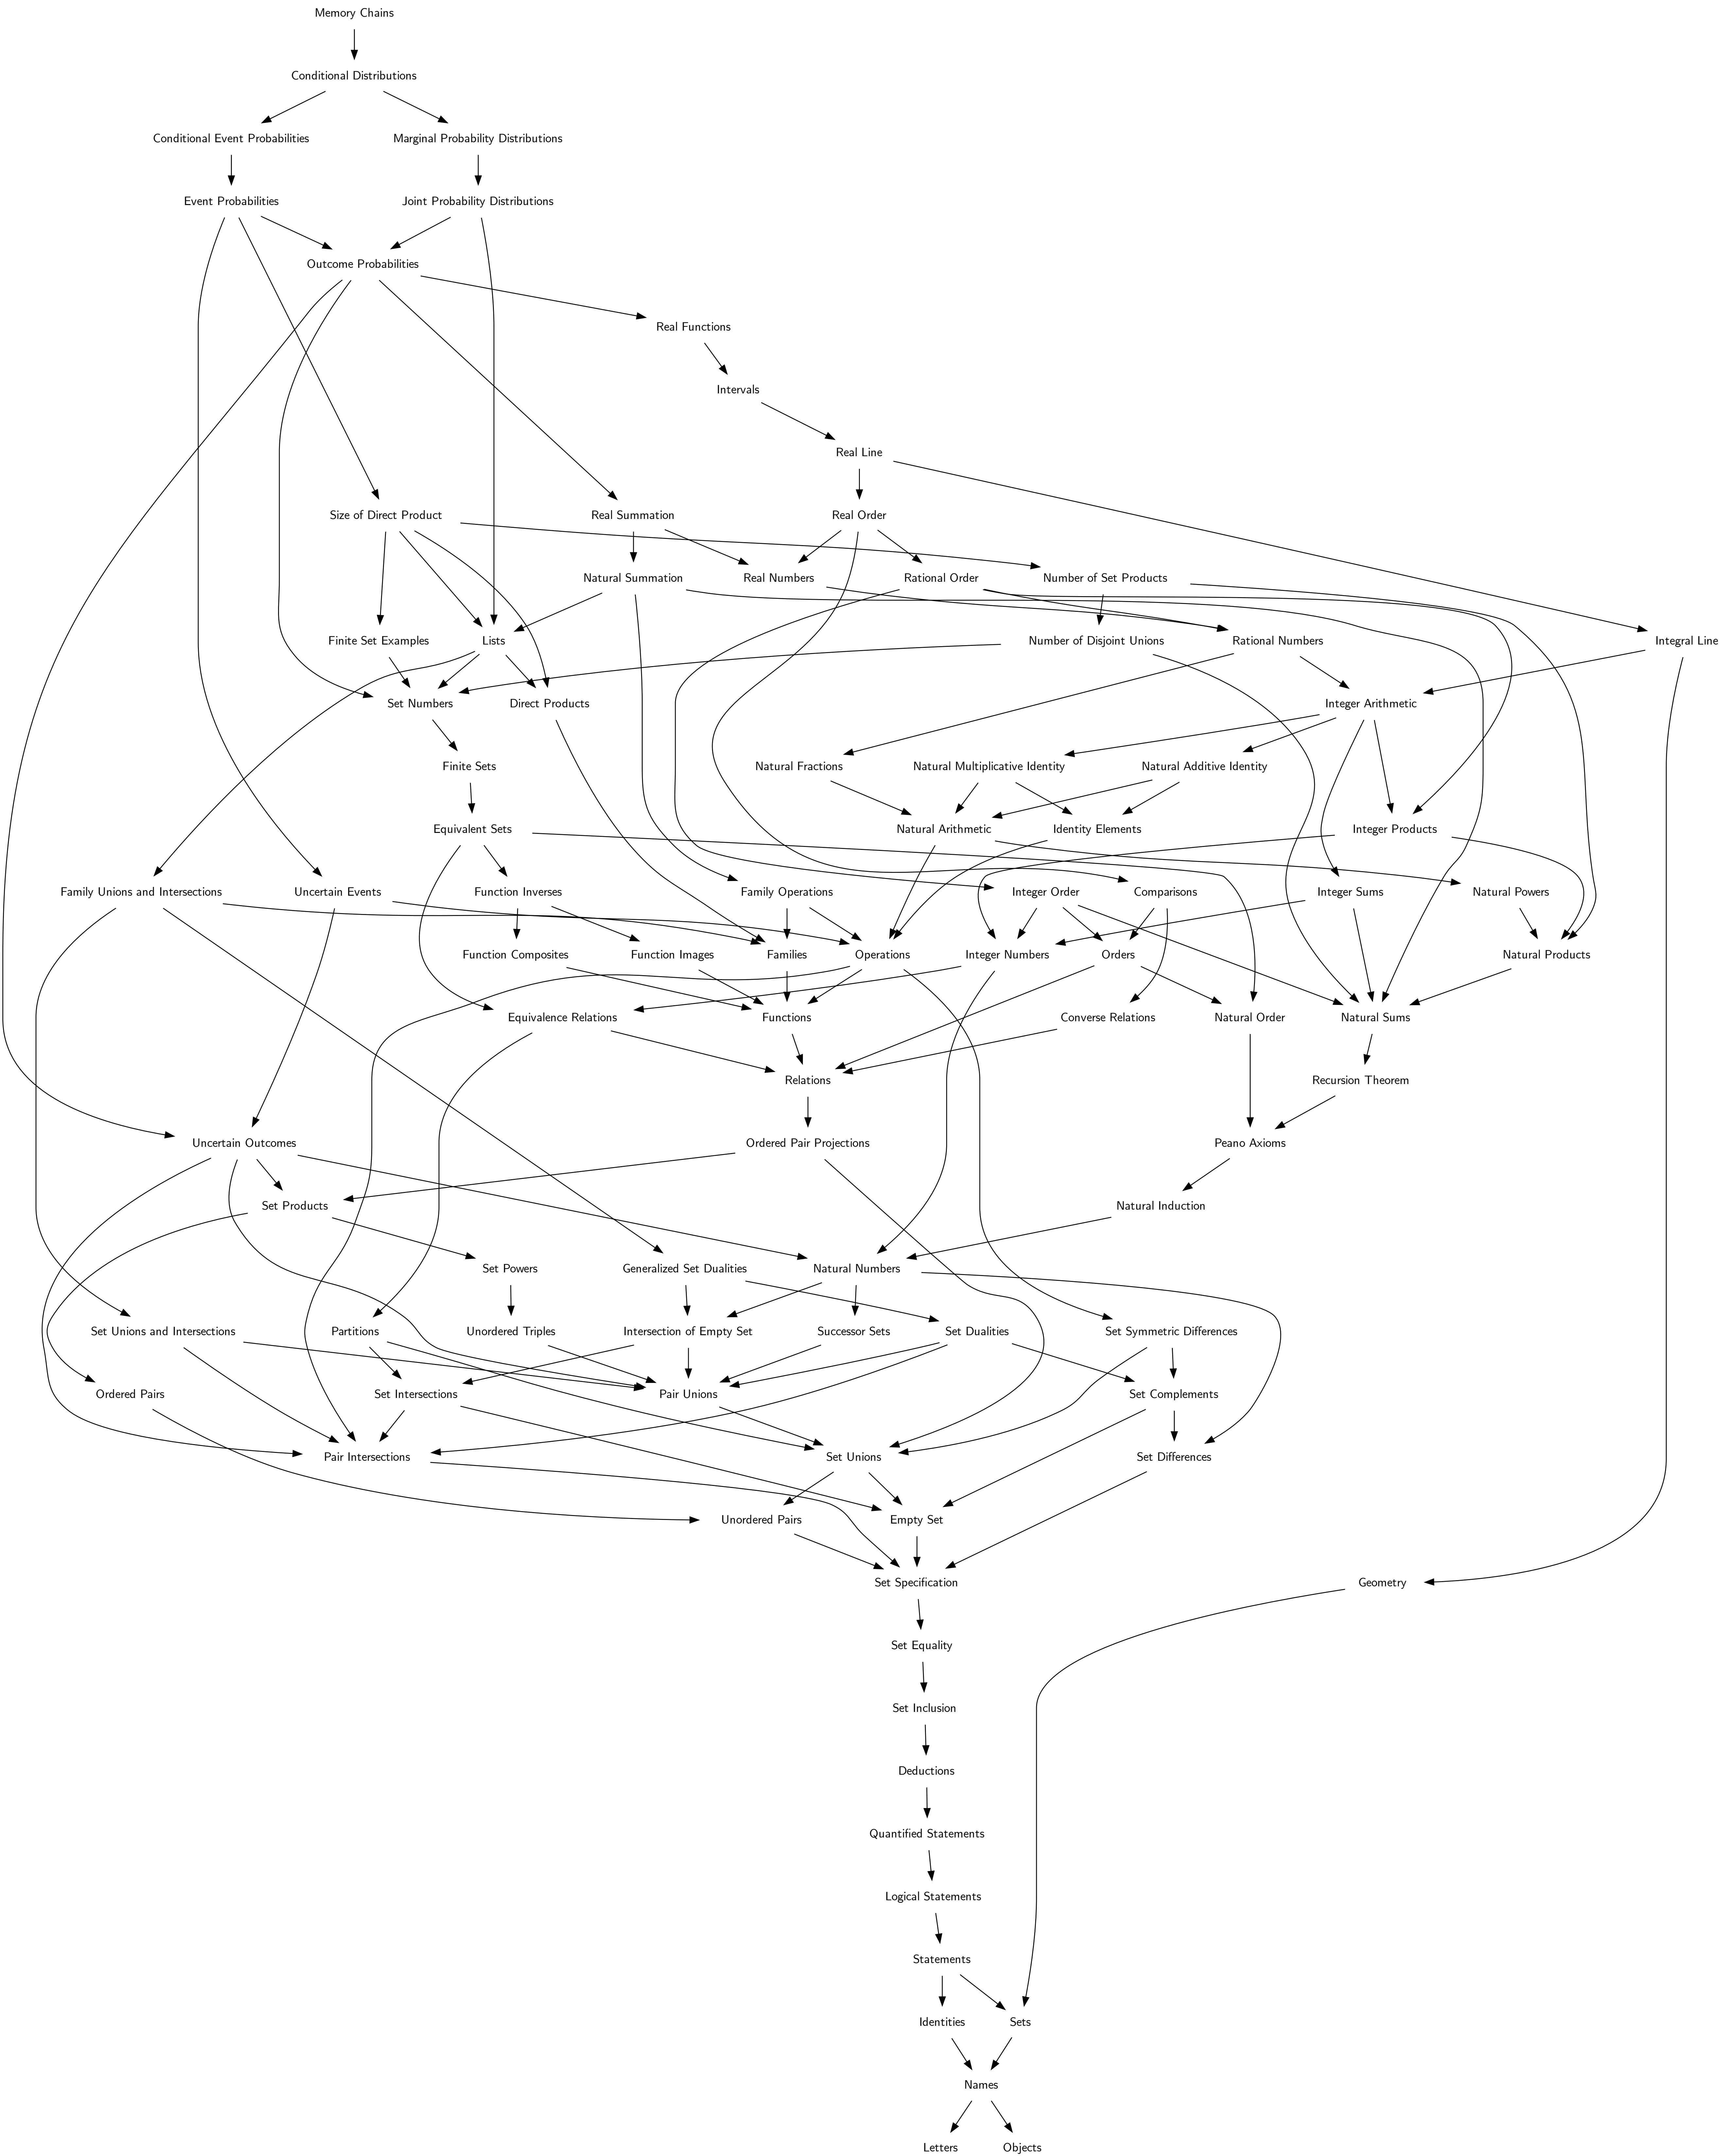 Memory Chains
Conditional Distributions
Conditional Event Probabilities
Marginal Probability Distributions
Event Probabilities
Joint Probability Distributions
Outcome Probabilities
Real Functions
Intervals
Real Line
Size of Direct Product
Real Summation
Real Order
Natural Summation
Real Numbers
Rational Order
Number of Set Products
Finite Set Examples
Lists
Number of Disjoint Unions
Rational Numbers
Integral Line
Set Numbers
Direct Products
Integer Arithmetic
Finite Sets
Natural Fractions
Natural Multiplicative Identity
Natural Additive Identity
Equivalent Sets
Natural Arithmetic
Identity Elements
Integer Products
Family Unions and Intersections
Uncertain Events
Function Inverses
Family Operations
Integer Order
Comparisons
Integer Sums
Natural Powers
Function Composites
Function Images
Families
Operations
Integer Numbers
Orders
Natural Products
Equivalence Relations
Functions
Converse Relations
Natural Order
Natural Sums
Relations
Recursion Theorem
Uncertain Outcomes
Ordered Pair Projections
Peano Axioms
Set Products
Natural Induction
Set Powers
Generalized Set Dualities
Natural Numbers
Set Unions and Intersections
Partitions
Unordered Triples
Intersection of Empty Set
Successor Sets
Set Dualities
Set Symmetric Differences
Ordered Pairs
Set Intersections
Pair Unions
Set Complements
Pair Intersections
Set Unions
Set Differences
Unordered Pairs
Empty Set
Set Specification
Geometry
Set Equality
Set Inclusion
Deductions
Quantified Statements
Logical Statements
Statements
Identities
Sets
Names
Letters
Objects